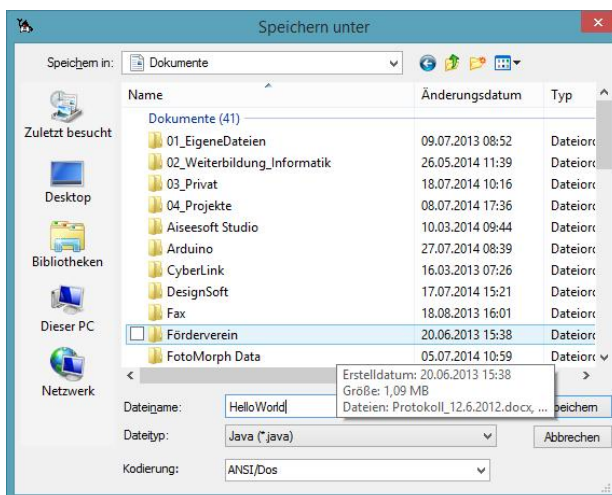 Speichern unter
Speichern in: Dokumente
Name Änderungsdatum Typ
Dokumente (41)
01_EigeneDateien 09.07.2013 08:52 Dateiord
02_Weiterbildung_Informatik 26.05.2014 11:39 Dateiord
03_Privat 18.07.2014 10:16 Dateiord
04_Projekte 08.07.2014 17:36 Dateiord
Aiseesoft Studio 10.03.2014 09:44 Dateiord
Arduino 27.07.2014 08:39 Dateiord
CyberLink 16.03.2013 07:26 Dateiord
DesignSoft 17.07.2014 15:21 Dateiord
Fax 18.08.2013 16:01 Dateiord
Förderverein 20.06.2013 15:38 Dateiord
FotoMorph Data 05.07.2014 10:59 Dateiord
Zuletzt besucht
Desktop
Bibliotheken
Dieser PC
Netzwerk
Erstelldatum: 20.06.2013 15:38
Größe: 1,09 MB
Dateien: Protokoll_12.6.2012.docx, ...
Dateiname: HelloWorld peichern
Dateityp: Java (*.java) Abbrechen
Kodierung: ANSI/Dos